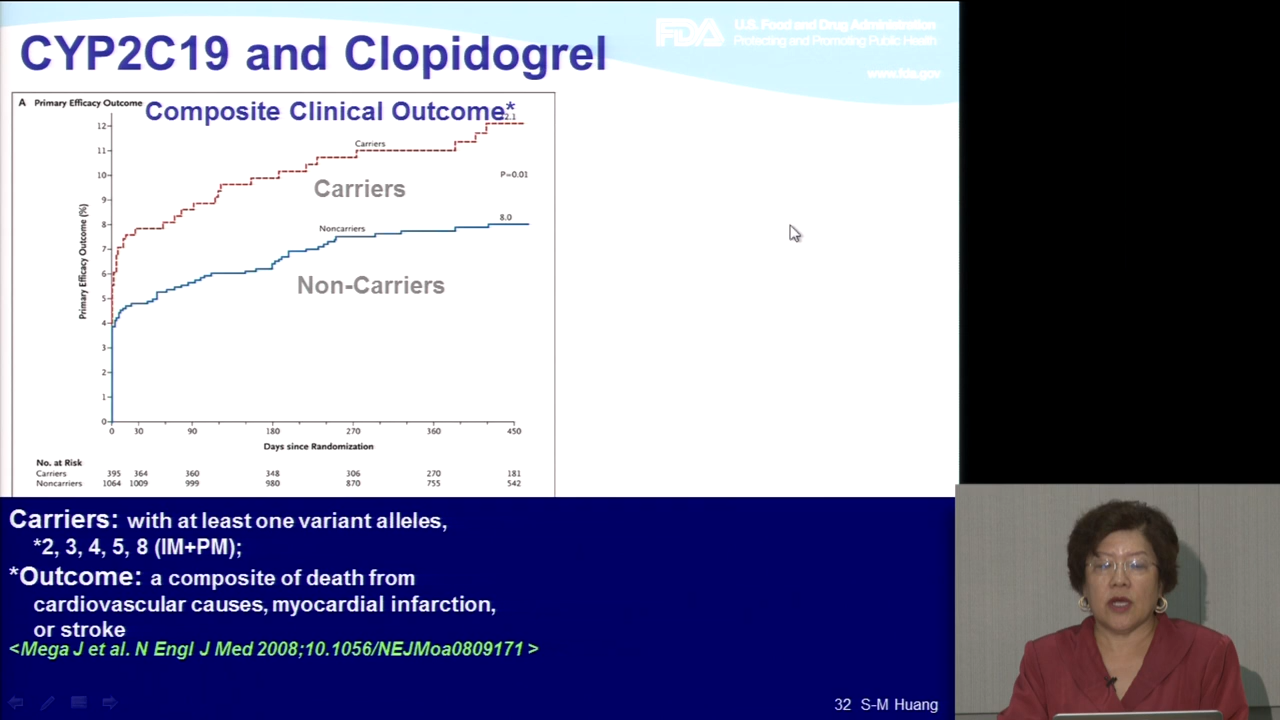 CYP2C19 and Clopidogrel
FDA
U.S. Food and Drug Administration
Protecting and Promoting Public Health
www.fda.gov
A Primary Efficacy Outcome
Composite Clinical Outcome*
12
11
10
9
8
7
6
5
4
3
2
1
0
Primary Efficacy Outcome (%)
Carriers
Carriers
P=0.01
8.0
Noncarriers
Non-Carriers
0 30 90 180 270 360 450
Days since Randomization
No. at Risk
Carriers 395 364 360 348 306 270 181
Noncarriers 1064 1009 999 980 870 755 542
Carriers: with at least one variant alleles,
*2, 3, 4, 5, 8 (IM+PM);
*Outcome: a composite of death from
cardiovascular causes, myocardial infarction,
or stroke
<Mega J et al. N Engl J Med 2008;10.1056/NEJMoa0809171 >
32 S-M Huang